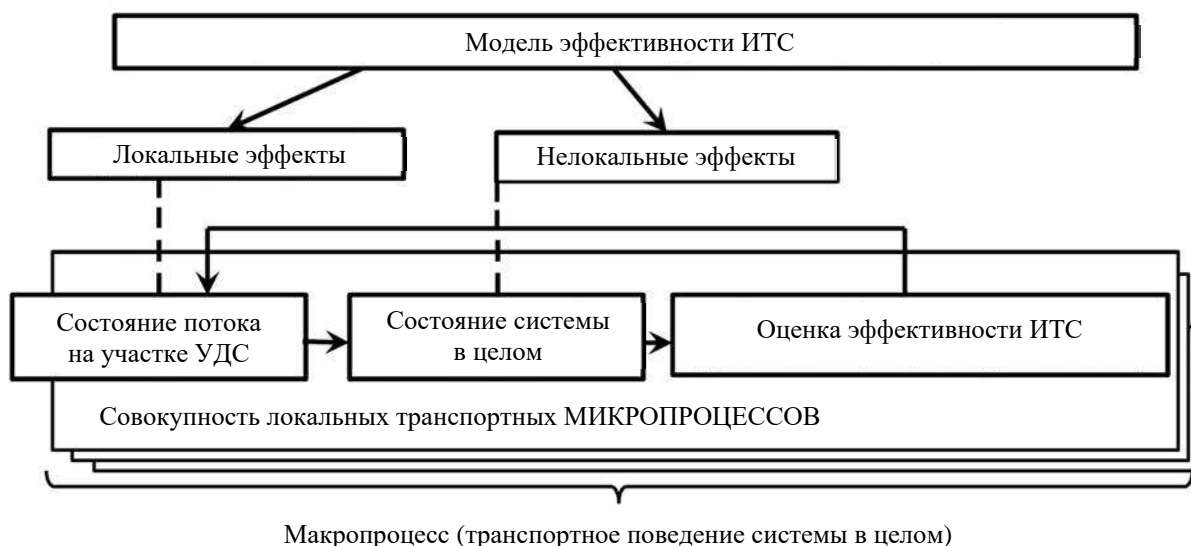 Модель эффективности ИТС
Локальные эффекты
Нелокальные эффекты
Состояние потока
на участке УДС
Состояние системы
в целом
Оценка эффективности ИТС
Совокупность локальных транспортных МИКРОПРОЦЕССОВ
Макропроцесс (транспортное поведение системы в целом)